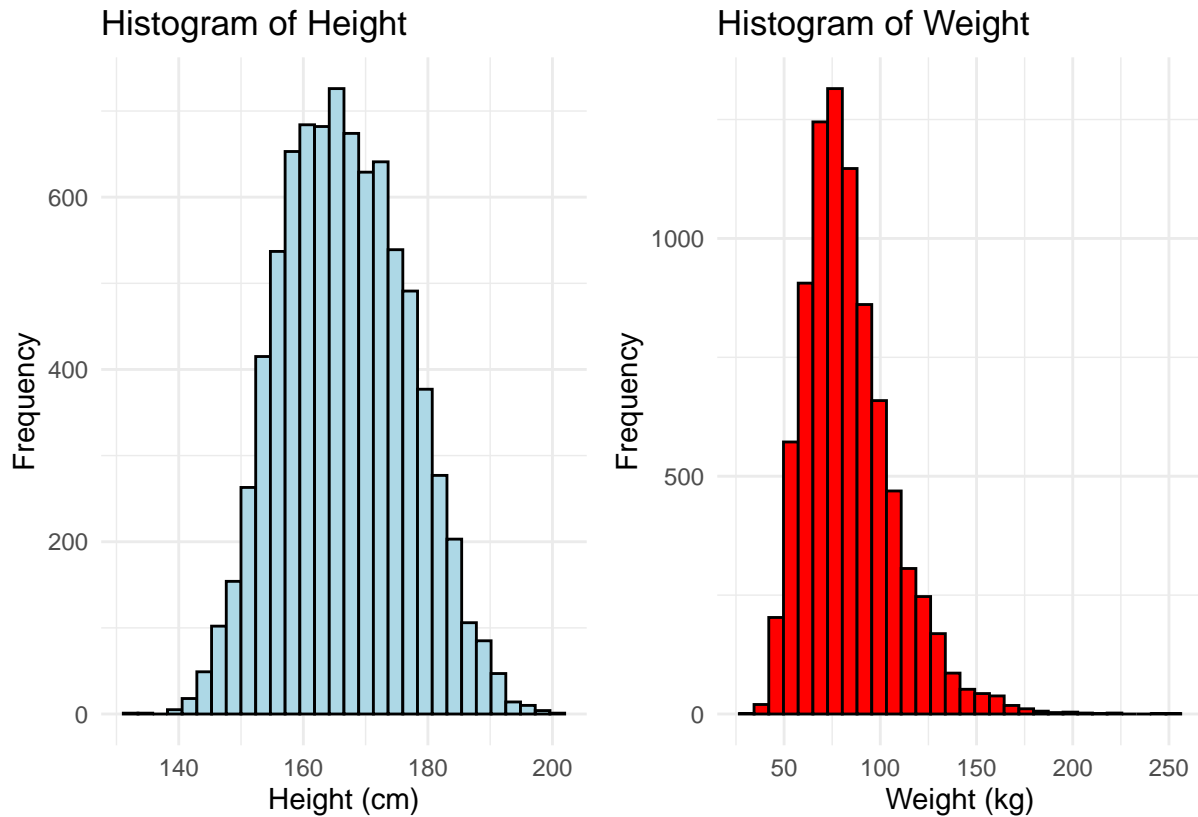 Histogram of Height
Frequency
600
400
200
0
140 160 180 200
Height (cm)
Histogram of Weight
Frequency
1000
500
0
50 100 150 200 250
Weight (kg)